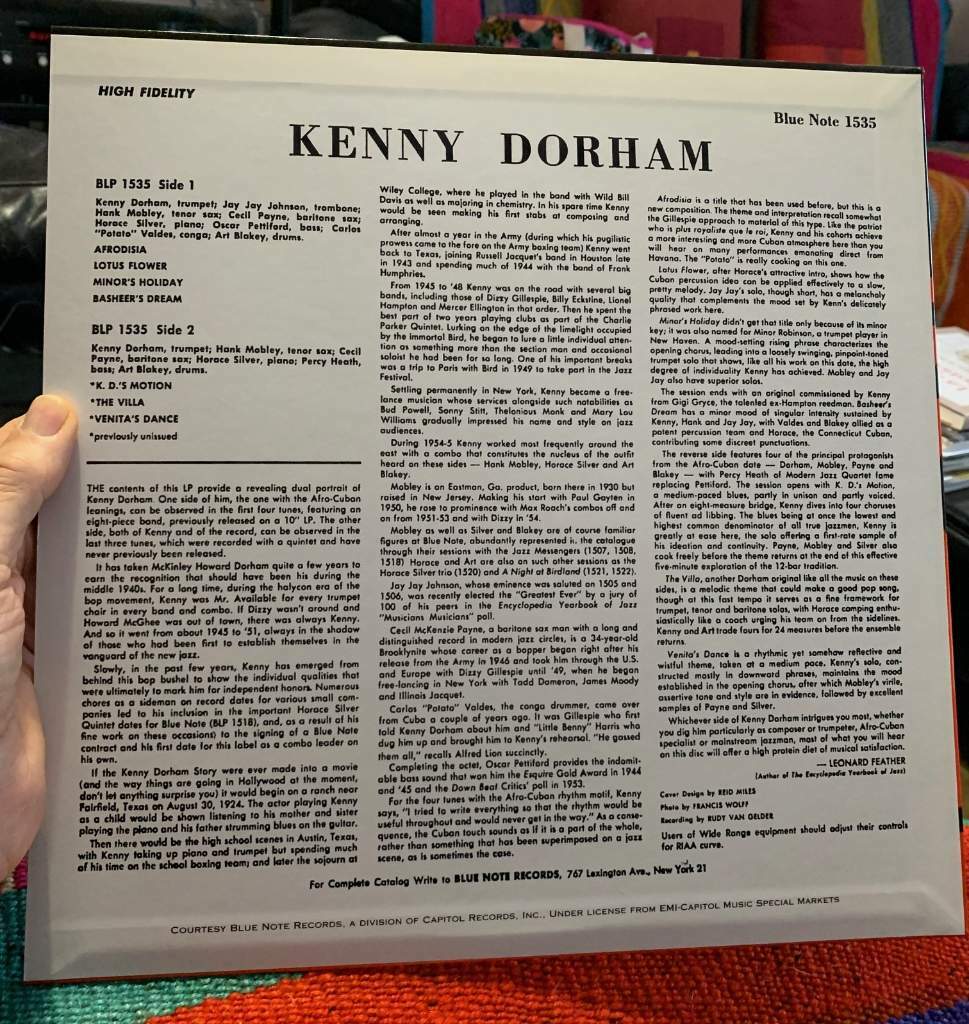 HIGH FIDELITY
Blue Note 1535
KENNY DORHAM
BLP 1535 Side 1
Kenny Dorham, trumpet; Jay Jay Johnson, trombone;
Hank Mobley, tenor sax; Cecil Payne, baritone sax;
Horace Silver, piano; Oscar Pettiford, bass; Carlos
"Potato" Valdes, conga; Art Blakey, drums.
AFRODISIA
LOTUS FLOWER
MINOR'S HOLIDAY
BASHEER'S DREAM
BLP 1535 Side 2
Kenny Dorham, trumpet; Hank Mobley, tenor sax; Cecil
Payne, baritone sax; Horace Silver, piano; Percy Heath,
bass; Art Blakey, drums.
*K. D.'S MOTION
*THE VILLA
*VENITA'S DANCE
*previously unissued
THE contents of this LP provide a revealing dual portrait of
Kenny Dorham. One side of him, the one with the Afro-Cuban
leanings, can be observed in the first four tunes, featuring an
eight-piece band, previously released on a 10" LP. The other
side, both of Kenny and of the record, can be observed in the
last three tunes, which were recorded with a quintet and have
never previously been released.
It has taken McKinley Howard Dorham quite a few years to
earn the recognition that should have been his during the
middle 1940s. For a long time, during the halcyon era of the
bop movement, Kenny was Mr. Available for every trumpet
chair in every band and combo. If Dizzy wasn't around and
Howard McGhee was out of town, there was always Kenny.
And so it went from about 1945 to '51, always in the shadow
of those who had been first to establish themselves in the
vanguard of the new jazz.
Slowly, in the past few years, Kenny has emerged from
behind this bop bushel to show the individual qualities that
were ultimately to mark him for independent honors. Numerous
chores as a sideman on record dates for various small com-
panies led to his inclusion in the important Horace Silver
Quintet dates for Blue Note (BLP 1518), and, as a result of his
fine work on these occasions) to the signing of a Blue Note
contract and his first date for this label as a combo leader on
his own.
If the Kenny Dorham Story were ever made into a movie
(and the way things are going in Hollywood at the moment,
don't let anything surprise you) it would begin on a ranch near
Fairfield, Texas on August 30, 1924. The actor playing Kenny
as a child would be shown listening to his mother and sister
playing the piano and his father strumming blues on the guitar.
Then there would be the high school scenes in Austin, Texas,
with Kenny taking up piano and trumpet but spending much
of his time on the school boxing team; and later the sojourn at
Wiley College, where he played in the band with Wild Bill
Davis as well as majoring in chemistry. In his spare time Kenny
would be seen making his first stabs at composing and
arranging.
After almost a year in the Army (during which his pugilistic
prowess came to the fore on the Army boxing team) Kenny went
back to Texas, joining Russell Jacquet's band in Houston late
in 1943 and spending much of 1944 with the band of Frank
Humphries.
From 1945 to '48 Kenny was on the road with several big
bands, including those of Dizzy Gillespie, Billy Eckstine, Lionel
Hampton and Mercer Ellington in that order. Then he spent the
best part of two years playing clubs as part of the Charlie
Parker Quintet. Lurking on the edge of the limelight occupied
by the immortal Bird, he began to lure a little individual atten-
tion as something more than the section man and occasional
soloist he had been for so long. One of his important breaks
was a trip to Paris with Bird in 1949 to take part in the Jazz
Festival.
Settling permanently in New York, Kenny became a free-
lance musician whose services alongside such notabilities as
Bud Powell, Sonny Stitt, Thelonious Monk and Mary Lou
Williams gradually impressed his name and style on jazz
audiences.
During 1954-5 Kenny worked most frequently around the
east with a combo that constitutes the nucleus of the outfit
heard on these sides — Hank Mobley, Horace Silver and Art
Blakey.
Mobley is an Eastman, Ga. product, born there in 1930 but
raised in New Jersey. Making his start with Paul Gayten in
1950, he rose to prominence with Max Roach's combos off and
on from 1951-53 and with Dizzy in '54.
Mobley as well as Silver and Blakey are of course familiar
figures at Blue Note, abundantly represented in the catalogue
through their sessions with the Jazz Messengers (1507, 1508,
1518) Horace and Art are also on such other sessions as the
Horace Silver trio (1520) and A Night at Birdland (1521, 1522).
Jay Jay Johnson, whose eminence was saluted on 1505 and
1506, was recently elected the "Greatest Ever" by a jury of
100 of his peers in the Encyclopedia Yearbook of Jazz
"Musicians Musicians" poll.
Cecil McKenzie Payne, a baritone sax man with a long and
distinguished record in modern jazz circles, is a 34-year-old
Brooklynite whose career as a bopper began right after his
release from the Army in 1946 and took him through the U.S.
and Europe with Dizzy Gillespie until '49, when he began
free-lancing in New York with Tadd Dameron, James Moody
and Illinois Jacquet.
Carlos "Potato" Valdes, the conga drummer, came over
from Cuba a couple of years ago. It was Gillespie who first
told Kenny Dorham about him and "Little Benny" Harris who
dug him up and brought him to Kenny's rehearsal. "He gassed
them all," recalls Alfred Lion succinctly.
Completing the octet, Oscar Pettiford provides the indomit-
able bass sound that won him the Esquire Gold Award in 1944
and '45 and the Down Beat Critics' poll in 1953.
For the four tunes with the Afro-Cuban rhythm motif, Kenny
says, "I tried to write everything so that the rhythm would be
useful throughout and would never get in the way." As a conse-
quence, the Cuban touch sounds as if it is a part of the whole,
rather than something that has been superimposed on a jazz
scene, as is sometimes the case.
Afrodisia is a title that has been used before, but this is a
new composition. The theme and interpretation recall somewhat
the Gillespie approach to material of this type. Like the patriot
who is plus royaliste que le roi, Kenny and his cohorts achieve
a more interesting and more Cuban atmosphere here than you
will hear on many performances emanating direct from
Havana. The "Potato" is really cooking on this one.
Lotus Flower, after Horace's attractive intro, shows how the
Cuban percussion idea can be applied effectively to a slow,
pretty melody. Jay Jay's solo, though short, has a melancholy
quality that complements the mood set by Kenn's delicately
phrased work here.
Minor's Holiday didn't get that title only because of its minor
key; it was also named for Minor Robinson, a trumpet player in
New Haven. A mood-setting rising phrase characterizes the
opening chorus, leading into a loosely swinging, pinpoint-toned
trumpet solo that shows, like all his work on this date, the high
degree of individuality Kenny has achieved. Mobley and Jay
Jay also have superior solos.
The session ends with an original commissioned by Kenny
from Gigi Gryce, the talented ex-Hampton reedman. Basheer's
Dream has a minor mood of singular intensity sustained by
Kenny, Hank and Jay Jay, with Valdes and Blakey allied as a
potent percussion team and Horace, the Connecticut Cuban,
contributing some discreet punctuations.
The reverse side features four of the principal protagonists
from the Afro-Cuban date — Dorham, Mobley, Payne and
Blakey — with Percy Heath of Modern Jazz Quartet fame
replacing Pettiford. The session opens with K. D.'s Motion,
a medium-paced blues, partly in unison and partly voiced.
After an eight-measure bridge, Kenny dives into four choruses
of fluent ad libbing. The blues being at once the lowest and
highest common denominator of all true jazzmen, Kenny is
greatly at ease here, the solo offering a first-rate sample of
his ideation and continuity. Payne, Mobley and Silver also
cook freely before the theme returns at the end of this effective
five-minute exploration of the 12-bar tradition.
The Villa, another Dorham original like all the music on these
sides, is a melodic theme that could make a good pop song,
though at this fast tempo it serves as a fine framework for
trumpet, tenor and baritone solos, with Horace comping enthu-
siastically like a coach urging his team on from the sidelines.
Kenny and Art trade fours for 24 measures before the ensemble
returns
Venita's Dance is a rhythmic yet somehow reflective and
wistful theme, taken at a medium pace. Kenny's solo, con-
structed mostly in downward phrases, maintains the mood
established in the opening chorus, after which Mobley's virile,
assertive tone and style are in evidence, followed by excellent
samples of Payne and Silver.
Whichever side of Kenny Dorham intrigues you most, whether
you dig him particularly as composer or trumpeter, Afro-Cuban
specialist or mainstream jazzman, most of what you will hear
on this disc will offer a high protein diet of musical satisfaction.
— LEONARD FEATHER
(Author of The Encyclopedia Yearbook of Jazz)
Cover Design by REID MILES
Photo by FRANCIS WOLFF
Recording by RUDY VAN GELDER
Users of Wide Range equipment should adjust their controls
for RIAA curve.
For Complete Catalog Write to BLUE NOTE RECORDS, 767 Lexington Ave., New York 21
COURTESY BLUE NOTE RECORDS, A DIVISION OF CAPITOL RECORDS, INC., UNDER LICENSE FROM EMI-CAPITOL MUSIC SPECIAL MARKETS